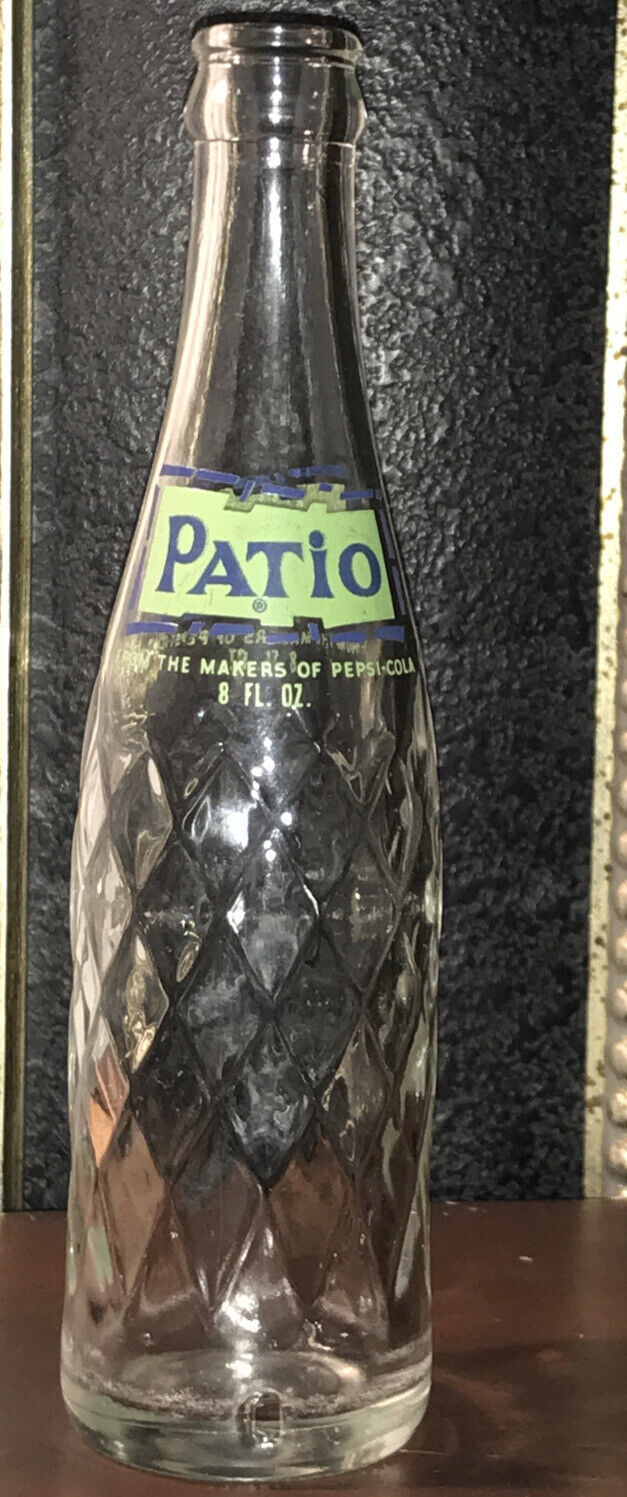 PATiO
®
THE MAKERS OF PEPSI-COLA
8 FL. OZ.